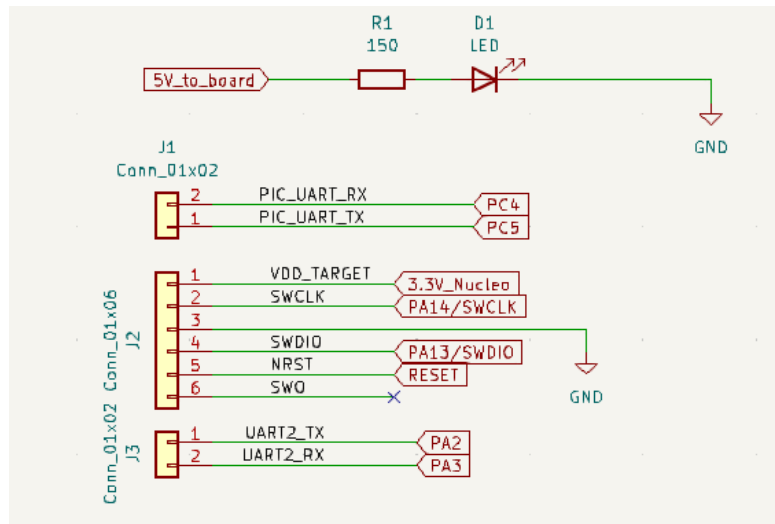 R1 D1
150 LED
5V_to_board
GND
J1
Conn_01x02
2 PIC_UART_RX PC4
1 PIC_UART_TX PC5
Conn_01x06
J2
1 VDD_TARGET 3.3V_Nucleo
2 SWCLK PA14/SWCLK
3
4 SWDIO PA13/SWDIO
5 NRST RESET
6 SWO
GND
Conn_01x02
J3
1 UART2_TX PA2
2 UART2_RX PA3